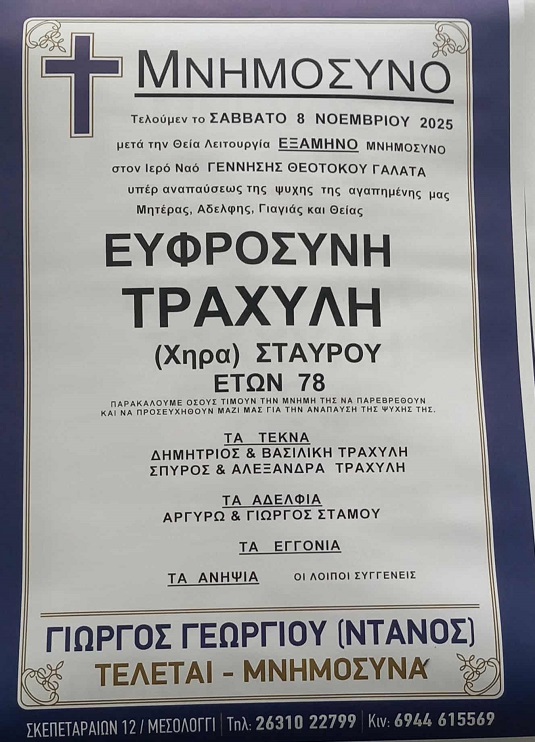 ΜΝΗΜΟΣΥΝΟ
Τελούμεν το ΣΑΒΒΑΤΟ 8 ΝΟΕΜΒΡΙΟΥ 2025
μετά την Θεία Λειτουργία ΕΞΑΜΗΝΟ ΜΝΗΜΟΣΥΝΟ
στον Ιερό Ναό ΓΕΝΝΗΣΗΣ ΘΕΟΤΟΚΟΥ ΓΑΛΑΤΑ
υπέρ αναπαύσεως της ψυχης της αγαπημένης μας
Μητέρας, Αδελφης, Γιαγιάς και Θείας
ΕΥΦΡΟΣΥΝΗ
ΤΡΑΧΥΛΗ
(Χηρα) ΣΤΑΥΡΟΥ
ΕΤΩΝ 78
ΠΑΡΑΚΑΛΟΥΜΕ ΟΣΟΥΣ ΤΙΜΟΥΝ ΤΗΝ ΜΝΗΜΗ ΤΗΣ ΝΑ ΠΑΡΕΒΡΕΘΟΥΝ
ΚΑΙ ΝΑ ΠΡΟΣΕΥΧΗΘΟΥΝ ΜΑΖΙ ΜΑΣ ΓΙΑ ΤΗΝ ΑΝΑΠΑΥΣΗ ΤΗΣ ΨΥΧΗΣ ΤΗΣ.
ΤΑ ΤΕΚΝΑ
ΔΗΜΗΤΡΙΟΣ & ΒΑΣΙΛΙΚΗ ΤΡΑΧΥΛΗ
ΣΠΥΡΟΣ & ΑΛΕΞΑΝΔΡΑ ΤΡΑΧΥΛΗ
ΤΑ ΑΔΕΛΦΙΑ
ΑΡΓΥΡΩ & ΓΙΩΡΓΟΣ ΣΤΑΜΟΥ
ΤΑ ΕΓΓΟΝΙΑ
ΤΑ ΑΝΗΨΙΑ ΟΙ ΛΟΙΠΟΙ ΣΥΓΓΕΝΕΙΣ
ΓΙΩΡΓΟΣ ΓΕΩΡΓΙΟΥ (ΝΤΑΝΟΣ)
ΤΕΛΕΤΑΙ - ΜΝΗΜΟΣΥΝΑ
ΣΚΕΠΕΤΑΡΑΙΩΝ 12 / ΜΕΣΟΛΟΓΓΙ | Τηλ: 26310 22799 | Κιν: 6944 615569